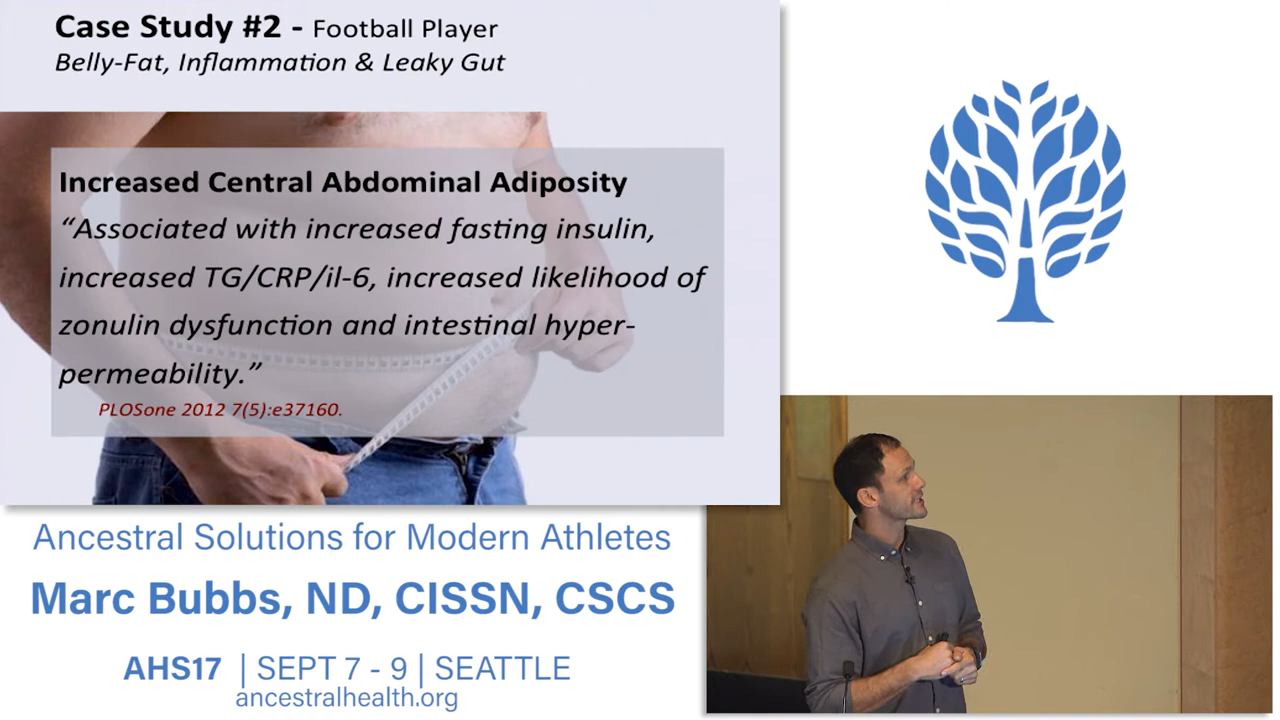 Case Study #2 - Football Player
Belly-Fat, Inflammation & Leaky Gut
Increased Central Abdominal Adiposity
“Associated with increased fasting insulin,
increased TG/CRP/il-6, increased likelihood of
zonulin dysfunction and intestinal hyper-
permeability.”
PLOSone 2012 7(5):e37160.
Ancestral Solutions for Modern Athletes
Marc Bubbs, ND, CISSN, CSCS
AHS17 | SEPT 7 - 9 | SEATTLE
ancestralhealth.org